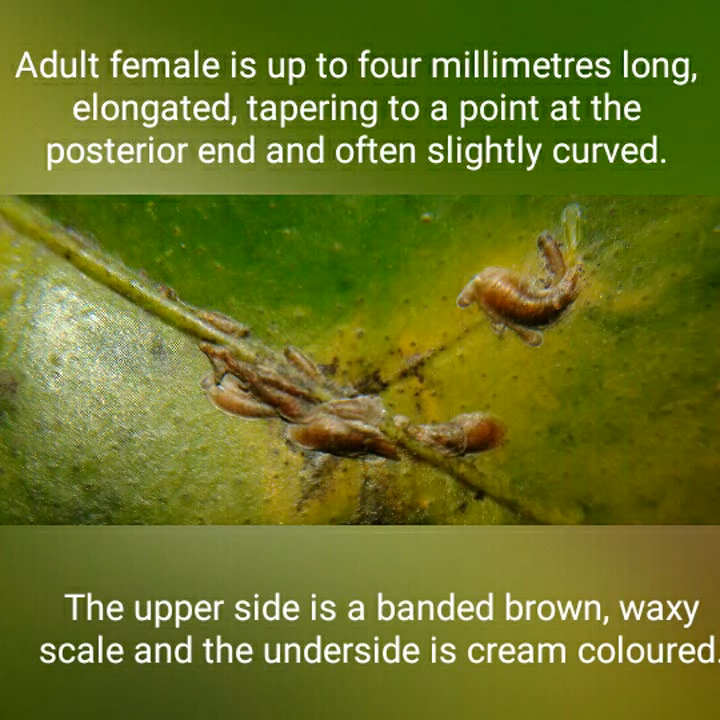 Adult female is up to four millimetres long,
elongated, tapering to a point at the
posterior end and often slightly curved.
The upper side is a banded brown, waxy
scale and the underside is cream coloured.